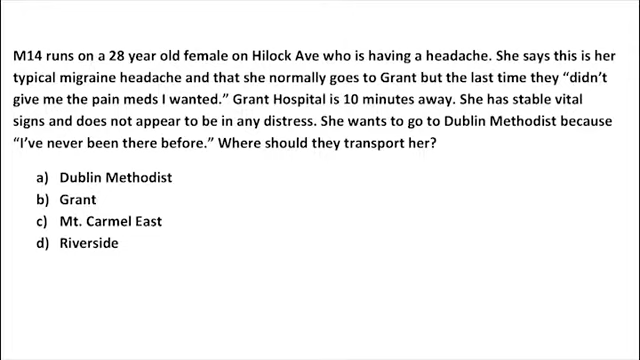 M14 runs on a 28 year old female on Hilock Ave who is having a headache. She says this is her
typical migraine headache and that she normally goes to Grant but the last time they “didn’t
give me the pain meds I wanted.” Grant Hospital is 10 minutes away. She has stable vital
signs and does not appear to be in any distress. She wants to go to Dublin Methodist because
“I’ve never been there before.” Where should they transport her?
a) Dublin Methodist
b) Grant
c) Mt. Carmel East
d) Riverside